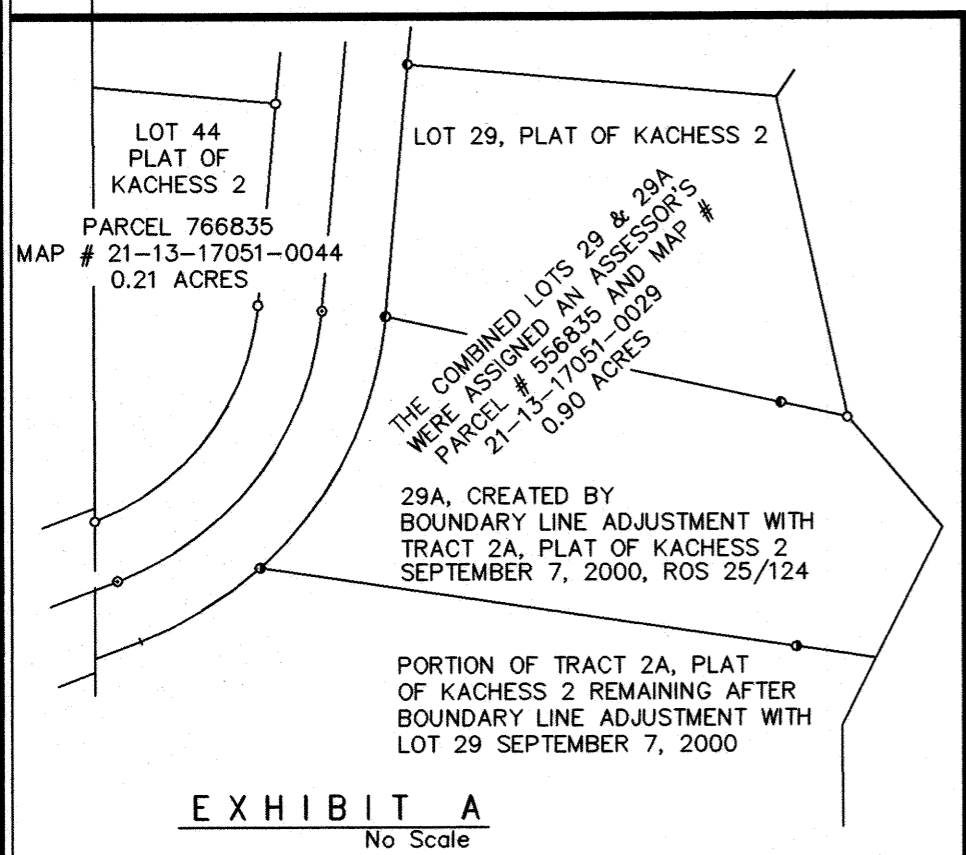 LOT 44
PLAT OF
KACHESS 2
PARCEL 766835
MAP # 21-13-17051-0044
0.21 ACRES
LOT 29, PLAT OF KACHESS 2
THE COMBINED LOTS 29 & 29A
WERE ASSIGNED AN ASSESSOR'S
PARCEL # 556835 AND MAP #
21-13-17051-0029
0.90 ACRES
29A, CREATED BY
BOUNDARY LINE ADJUSTMENT WITH
TRACT 2A, PLAT OF KACHESS 2
SEPTEMBER 7, 2000, ROS 25/124
PORTION OF TRACT 2A, PLAT
OF KACHESS 2 REMAINING AFTER
BOUNDARY LINE ADJUSTMENT WITH
LOT 29 SEPTEMBER 7, 2000
EXHIBIT A
No Scale